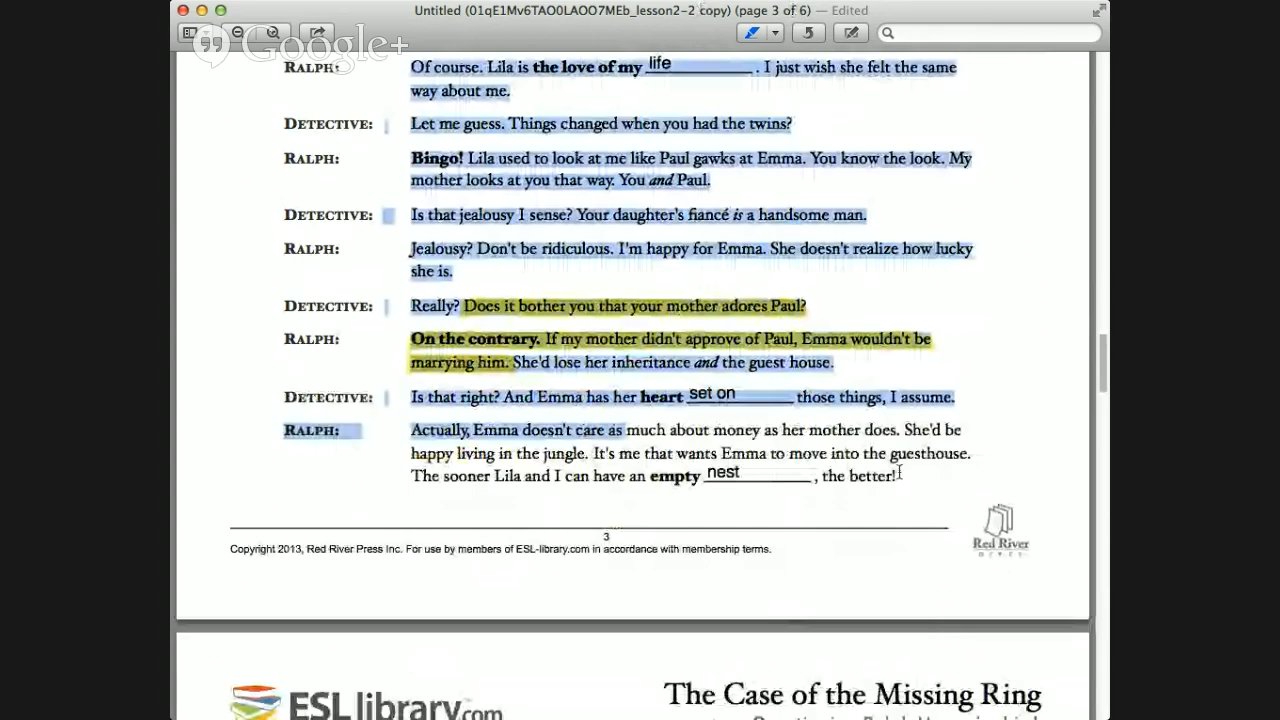 Untitled (01qE1Mv6TAO0LAOO7MEb_lesson2-2 copy) (page 3 of 6) — Edited
Google+
RALPH: Of course. Lila is the love of my life. I just wish she felt the same
way about me.
DETECTIVE: Let me guess. Things changed when you had the twins?
RALPH: Bingo! Lila used to look at me like Paul gawks at Emma. You know the look. My
mother looks at you that way. You and Paul.
DETECTIVE: Is that jealousy I sense? Your daughter's fiancé is a handsome man.
RALPH: Jealousy? Don't be ridiculous. I'm happy for Emma. She doesn't realize how lucky
she is.
DETECTIVE: Really? Does it bother you that your mother adores Paul?
RALPH: On the contrary. If my mother didn't approve of Paul, Emma wouldn't be
marrying him. She'd lose her inheritance and the guest house.
DETECTIVE: Is that right? And Emma has her heart set on those things, I assume.
RALPH: Actually, Emma doesn't care as much about money as her mother does. She'd be
happy living in the jungle. It's me that wants Emma to move into the guesthouse.
The sooner Lila and I can have an empty nest, the better!
3
Copyright 2013, Red River Press Inc. For use by members of ESL-library.com in accordance with membership terms.
Red River
ESLlibrary.com
The Case of the Missing Ring